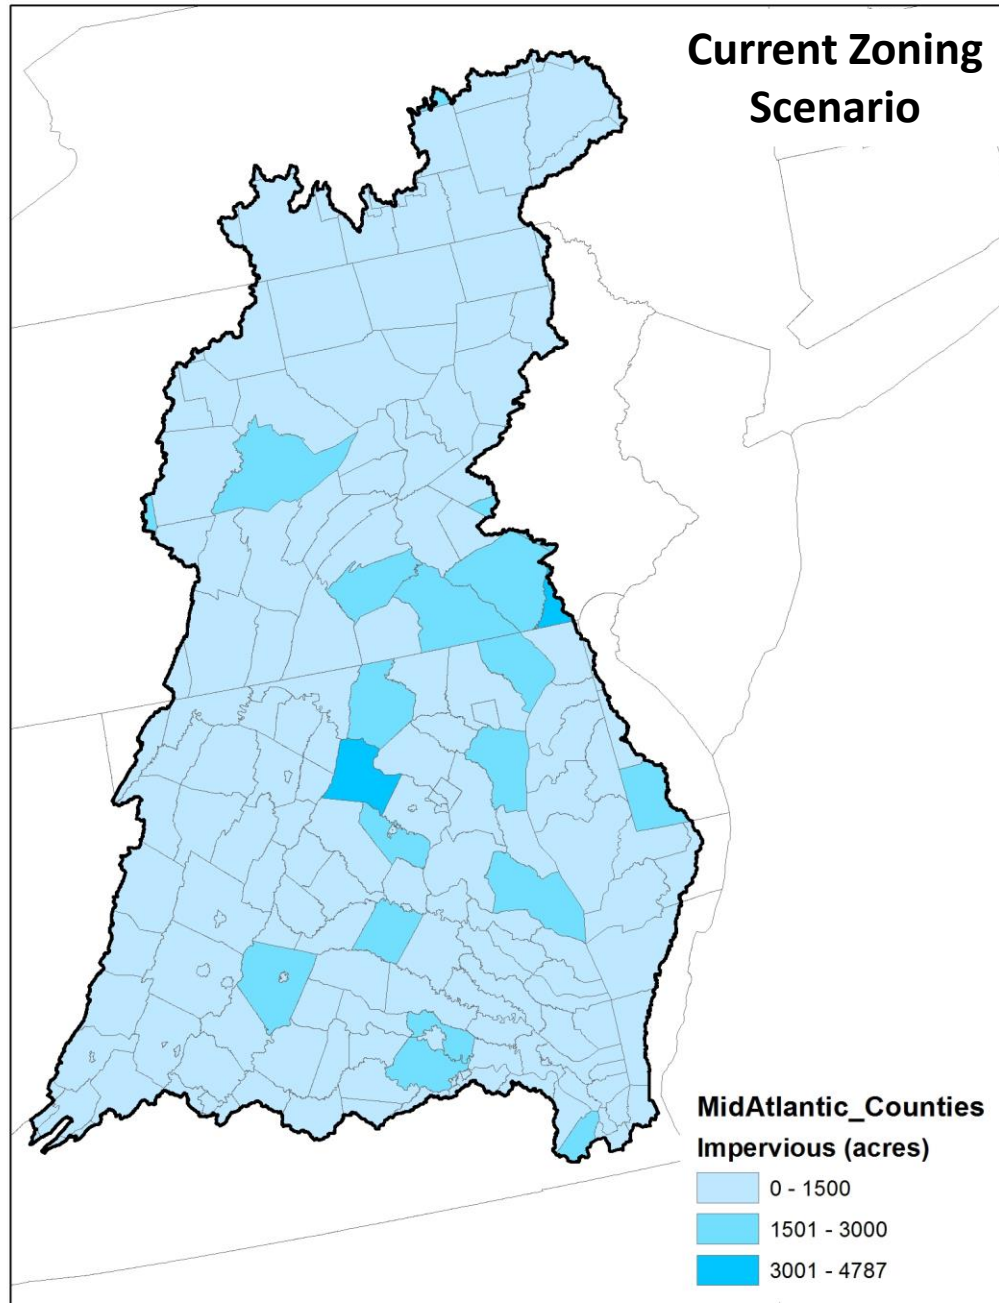 Current Zoning
Scenario
MidAtlantic_Counties
Impervious (acres)
0 - 1500
1501 - 3000
3001 - 4787